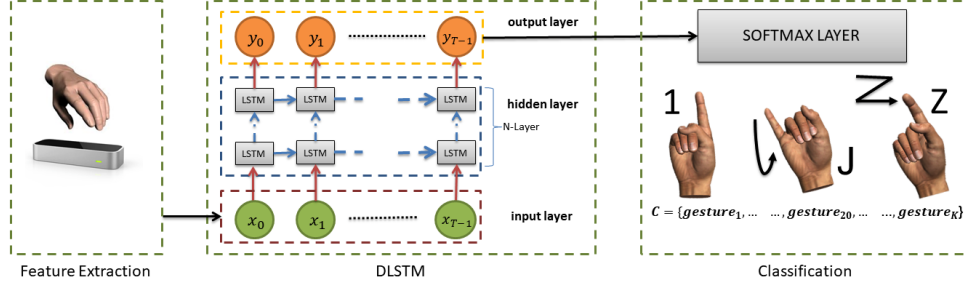 output layer
y0 y1 yT−1
LSTM LSTM LSTM
hidden layer
N-Layer
LSTM LSTM LSTM
x0 x1 xT−1
input layer
SOFTMAX LAYER
1 J Z
C = {gesture1, … …, gesture20, … …, gestureK}
Feature Extraction
DLSTM
Classification